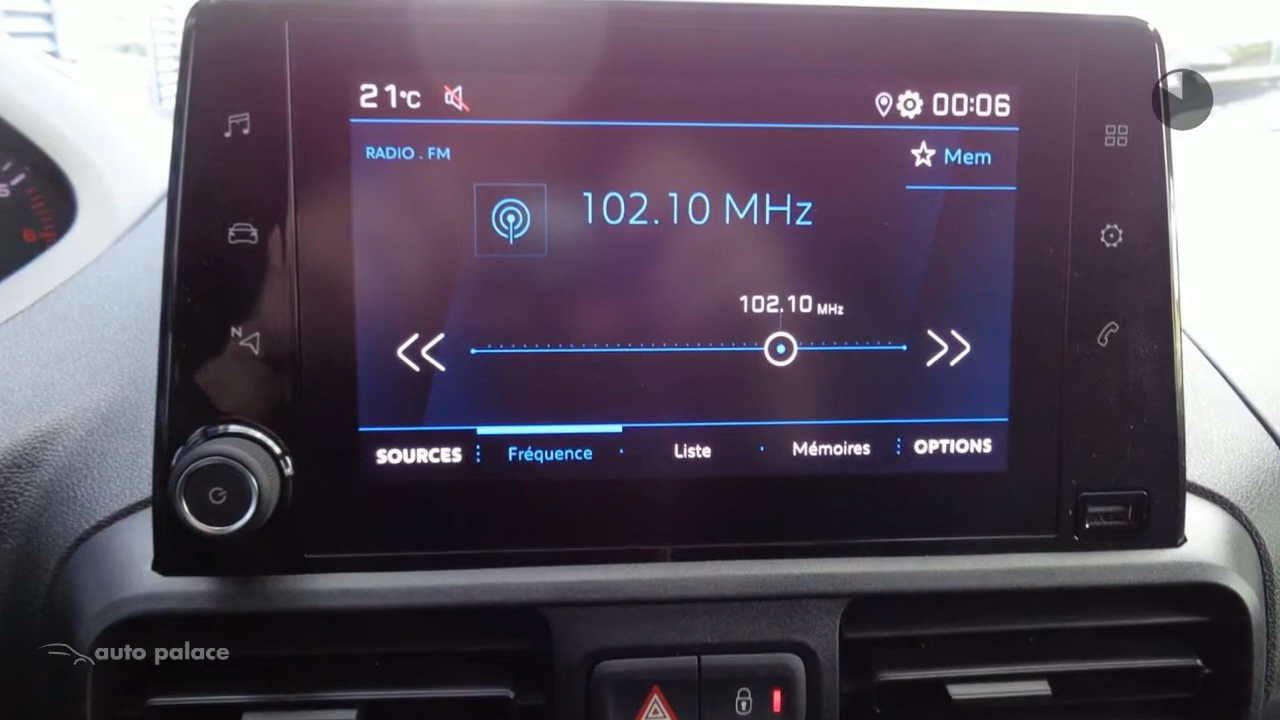 21°C
00:06
RADIO . FM
Mem
102.10 MHz
102.10 MHz
N
SOURCES Fréquence Liste Mémoires OPTIONS
auto palace